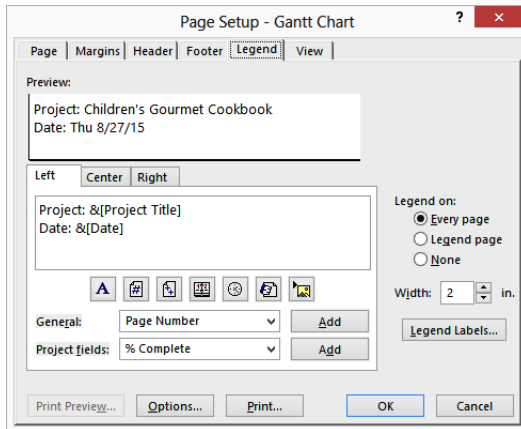 Page Setup - Gantt Chart ? ×
Page Margins Header Footer Legend View
Preview:
Project: Children's Gourmet Cookbook
Date: Thu 8/27/15
Left Center Right
Project: &[Project Title]
Date: &[Date]
A
General: Page Number Add
Project fields: % Complete Add
Legend on:
Every page
Legend page
None
Width: 2 in.
Legend Labels...
Print Preview... Options... Print... OK Cancel